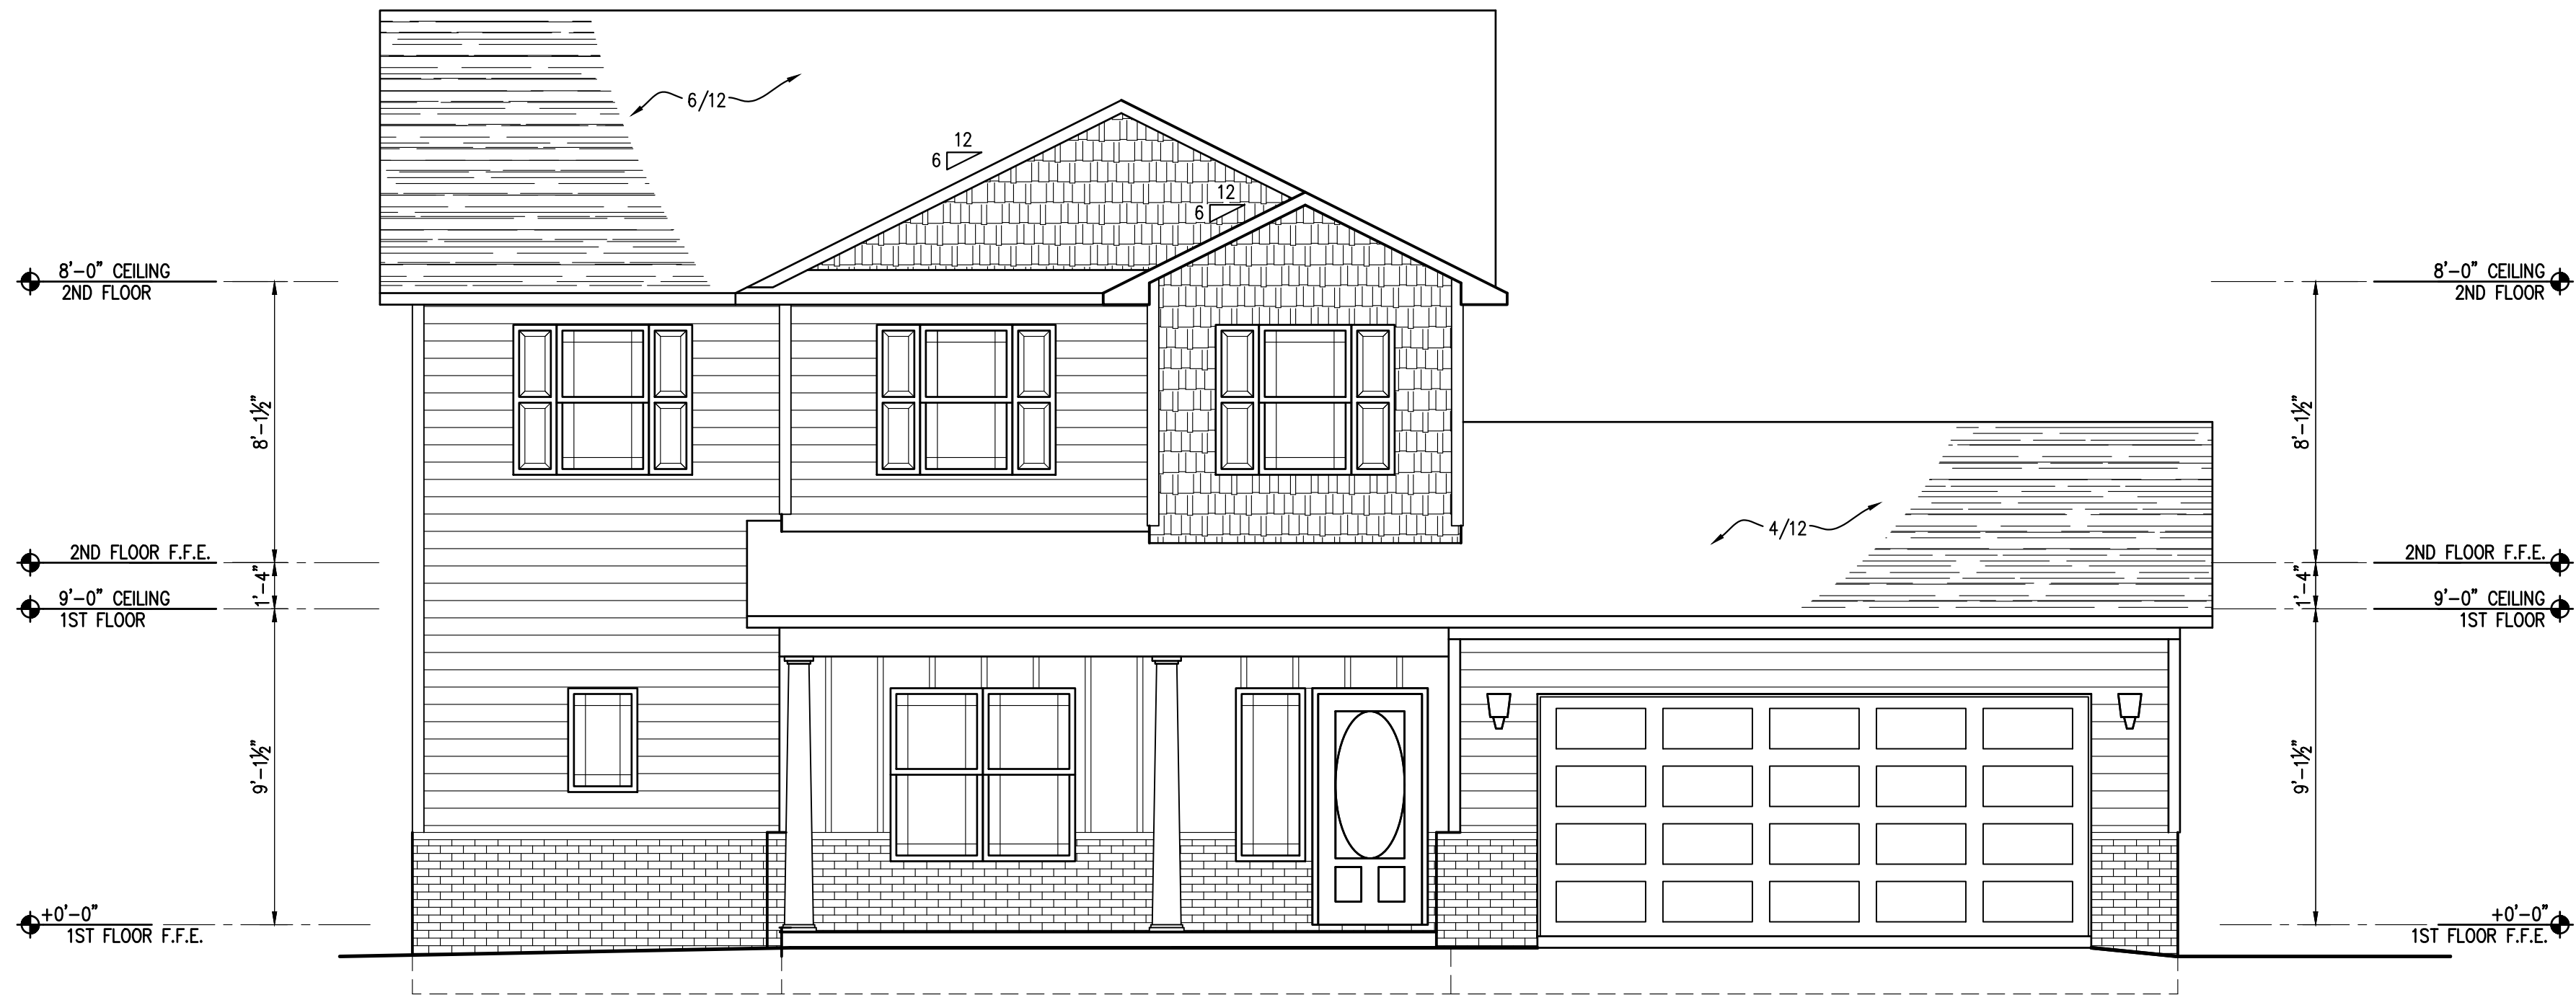 6/12
12
6
12
6
8'-0" CEILING
2ND FLOOR
8'-0" CEILING
2ND FLOOR
8'-1½"
8'-1½"
4/12
2ND FLOOR F.F.E.
2ND FLOOR F.F.E.
1'-4"
1'-4"
9'-0" CEILING
1ST FLOOR
9'-0" CEILING
1ST FLOOR
9'-1½"
9'-1½"
+0'-0"
1ST FLOOR F.F.E.
+0'-0"
1ST FLOOR F.F.E.